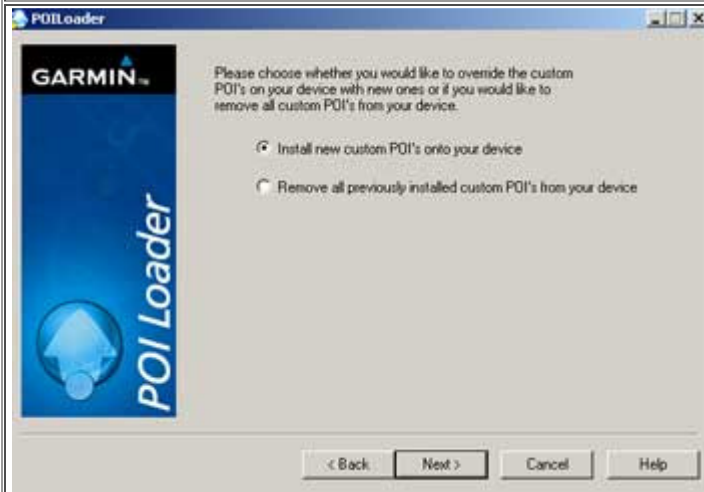 POILoader
GARMIN™
POI Loader
Please choose whether you would like to override the custom
POI's on your device with new ones or if you would like to
remove all custom POI's from your device.
Install new custom POI's onto your device
Remove all previously installed custom POI's from your device
< Back
Next >
Cancel
Help